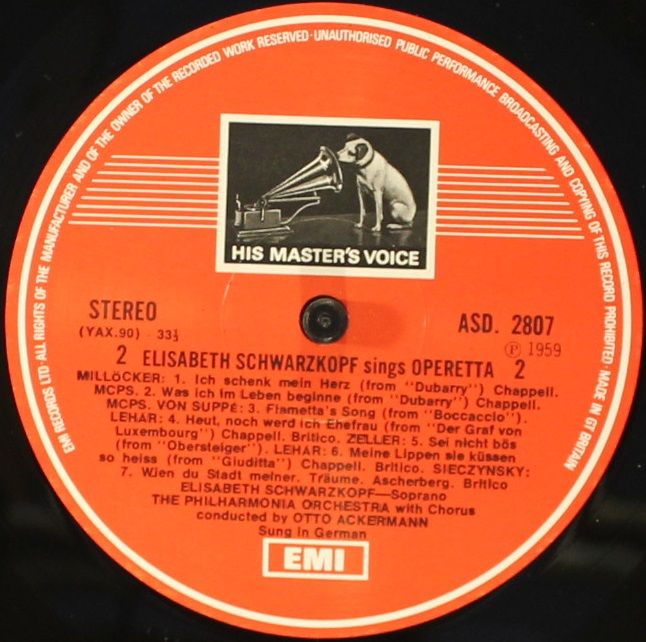 EMI RECORDS LTD · ALL RIGHTS OF THE MANUFACTURER AND OF THE OWNER OF THE RECORDED WORK RESERVED · UNAUTHORISED PUBLIC PERFORMANCE BROADCASTING AND COPYING OF THIS RECORD PROHIBITED · MADE IN GT BRITAIN
HIS MASTER'S VOICE
STEREO
(YAX.90) · 33⅓
ASD. 2807
Ⓟ 1959
2 ELISABETH SCHWARZKOPF sings OPERETTA 2
MILLÖCKER: 1. Ich schenk mein Herz (from "Dubarry") Chappell.
MCPS. 2. Was ich im Leben beginne (from "Dubarry") Chappell.
MCPS. VON SUPPÉ: 3. Flametta's Song (from "Boccaccio").
LEHÁR: 4. Haut, noch werd ich Ehefrau (from "Der Graf von
Luxembourg") Chappell. Britico. ZELLER: 5. Sei nicht bös
(from "Obersteiger"). LEHÁR: 6. Meine Lippen sie küssen
so heiss (from "Giuditta") Chappell. Britico. SIECZYNSKY:
7. Wien du Stadt meiner. Träume. Ascherberg. Britico
ELISABETH SCHWARZKOPF—Soprano
THE PHILHARMONIA ORCHESTRA with Chorus
conducted by OTTO ACKERMANN
Sung in German
EMI